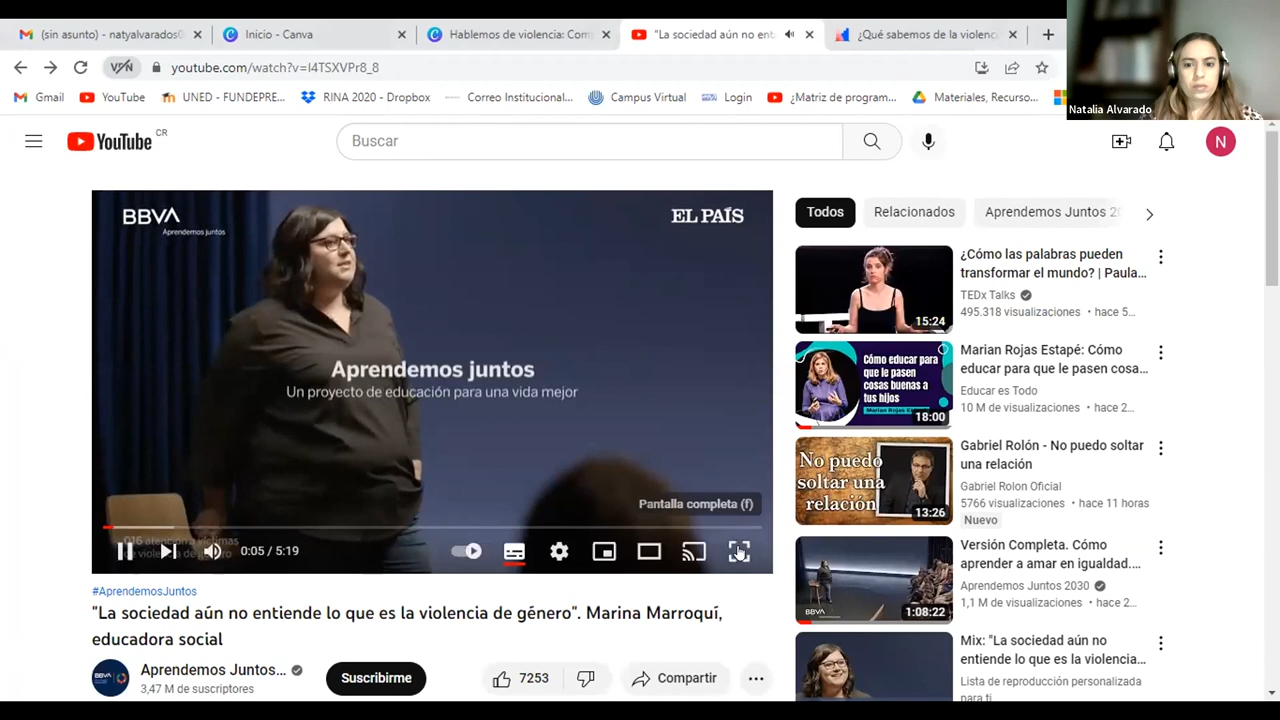 (sin asunto) - natyalvarados
Inicio - Canva
Hablemos de violencia: Com
"La sociedad aún no ent
¿Qué sabemos de la violenc
VPN
youtube.com/watch?v=I4TSXVPr8_8
Gmail
YouTube
UNED - FUNDEPRE...
RINA 2020 - Dropbox
Correo Institucional...
Campus Virtual
Login
¿Matriz de program...
Materiales, Recurso...
Natalia Alvarado
YouTube CR
Buscar
N
BBVA
Aprendemos juntos
EL PAÍS
Aprendemos juntos
Un proyecto de educación para una vida mejor
Pantalla completa (f)
016 atención a víctimas
de violencia de género
0:05 / 5:19
#AprendemosJuntos
"La sociedad aún no entiende lo que es la violencia de género". Marina Marroquí,
educadora social
BBVA
Aprendemos Juntos...
3,47 M de suscriptores
Suscribirme
7253
Compartir
Todos
Relacionados
Aprendemos Juntos 20
15:24
¿Cómo las palabras pueden
transformar el mundo? | Paula...
TEDx Talks
495.318 visualizaciones • hace 5...
Cómo educar para
que le pasen
cosas buenas a
tus hijos
18:00
Marian Rojas Estapé: Cómo
educar para que le pasen cosa...
Educar es Todo
10 M de visualizaciones • hace 2...
No puedo
soltar una
relación
13:26
Gabriel Rolón - No puedo soltar
una relación
Gabriel Rolon Oficial
5766 visualizaciones • hace 11 horas
Nuevo
BBVA
1:08:22
Versión Completa. Cómo
aprender a amar en igualdad....
Aprendemos Juntos 2030
1,1 M de visualizaciones • hace 2...
Mix: "La sociedad aún no
entiende lo que es la violencia...
Lista de reproducción personalizada
para ti